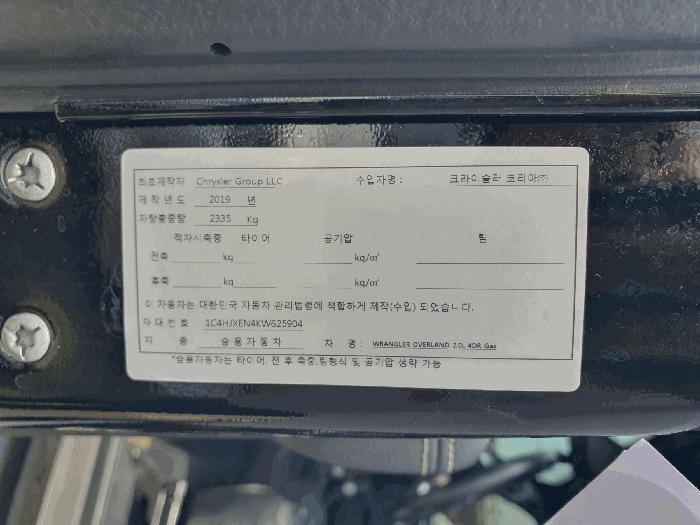 최초제작자 Chrysler Group LLC 수입자명 : 크라이슬러 코리아㈜
제 작 년 도 2019 년
차량총중량 2335 Kg
적차시축중 타이어 공기압 림
전축 kg kg/㎠
후축 kg kg/㎠
이 자동차는 대한민국 자동차 관리법령에 적합하게 제작(수입) 되었습니다.
차 대 번 호 1C4HJXEN4KW625904
차 종 승 용 자 동 차 차 명 : WRANGLER OVERLAND 2.0L 4DR Gas
*승용자동차는 타이어, 전 후 축중,림형식 및 공기압 생략 가능